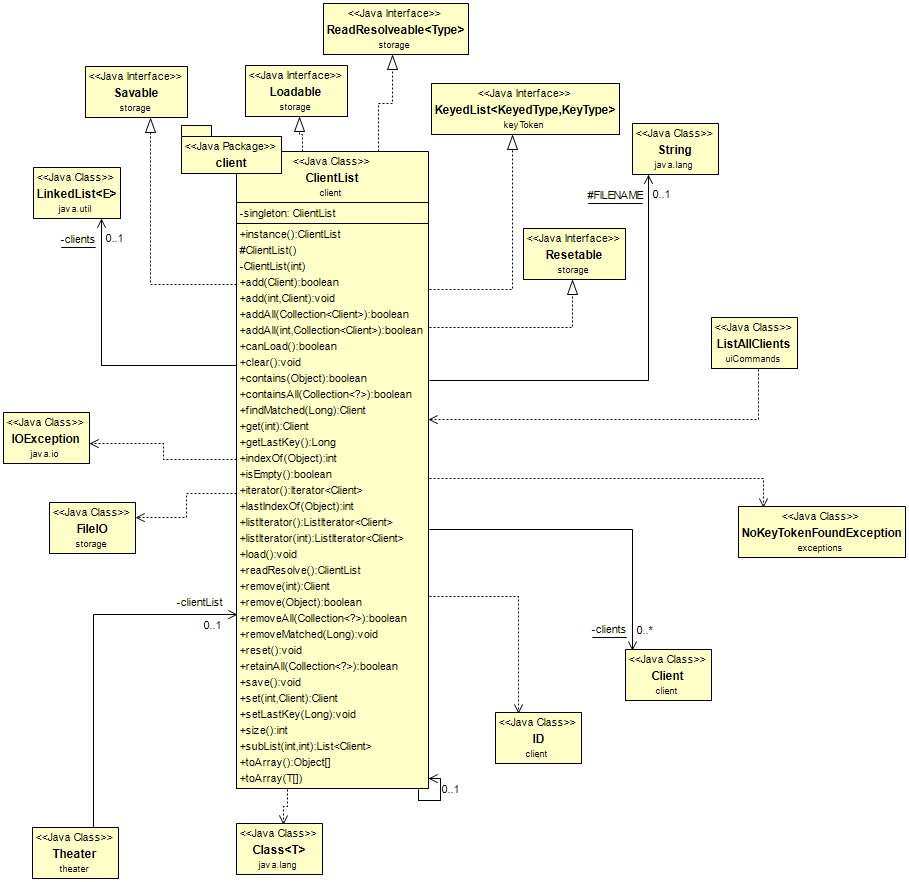 <<Java Interface>>
ReadResolveable<Type>
storage
<<Java Interface>>
Savable
storage
<<Java Interface>>
Loadable
storage
<<Java Interface>>
KeyedList<KeyedType,KeyType>
keyToken
<<Java Class>>
String
java.lang
#FILENAME
0..1
<<Java Package>>
client
<<Java Class>>
LinkedList<E>
java.util
-clients
0..1
<<Java Interface>>
Resetable
storage
<<Java Class>>
ListAllClients
uiCommands
<<Java Class>>
ClientList
client
-singleton: ClientList
+instance():ClientList
#ClientList()
-ClientList(int)
+add(Client):boolean
+add(int,Client):void
+addAll(Collection<Client>):boolean
+addAll(int,Collection<Client>):boolean
+canLoad():boolean
+clear():void
+contains(Object):boolean
+containsAll(Collection<?>):boolean
+findMatched(Long):Client
+get(int):Client
+getLastKey():Long
+indexOf(Object):int
+isEmpty():boolean
+iterator():Iterator<Client>
+lastIndexOf(Object):int
+listIterator():ListIterator<Client>
+listIterator(int):ListIterator<Client>
+load():void
+readResolve():ClientList
+remove(int):Client
+remove(Object):boolean
+removeAll(Collection<?>):boolean
+removeMatched(Long):void
+reset():void
+retainAll(Collection<?>):boolean
+save():void
+set(int,Client):Client
+setLastKey(Long):void
+size():int
+subList(int,int):List<Client>
+toArray():Object[]
+toArray(T[])
0..1
<<Java Class>>
IOException
java.io
<<Java Class>>
FileIO
storage
<<Java Class>>
NoKeyTokenFoundException
exceptions
-clientList
0..1
-clients
0..*
<<Java Class>>
Client
client
<<Java Class>>
ID
client
<<Java Class>>
Theater
theater
<<Java Class>>
Class<T>
java.lang